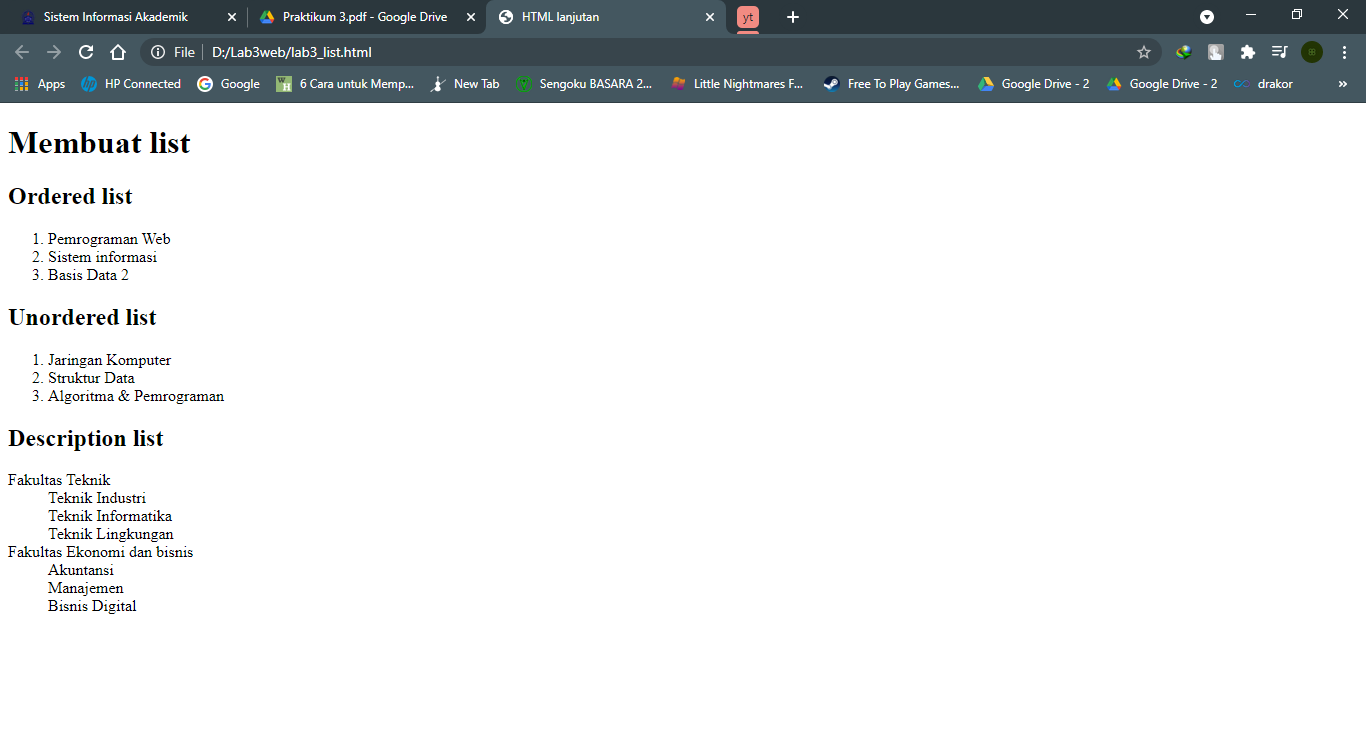 Sistem Informasi Akademik
Praktikum 3.pdf - Google Drive
HTML lanjutan
yt
File
D:/Lab3web/lab3_list.html
Apps
HP Connected
Google
6 Cara untuk Memp...
New Tab
Sengoku BASARA 2...
Little Nightmares F...
Free To Play Games...
Google Drive - 2
Google Drive - 2
drakor
Membuat list
Ordered list
1. Pemrograman Web
2. Sistem informasi
3. Basis Data 2
Unordered list
1. Jaringan Komputer
2. Struktur Data
3. Algoritma & Pemrograman
Description list
Fakultas Teknik
Teknik Industri
Teknik Informatika
Teknik Lingkungan
Fakultas Ekonomi dan bisnis
Akuntansi
Manajemen
Bisnis Digital